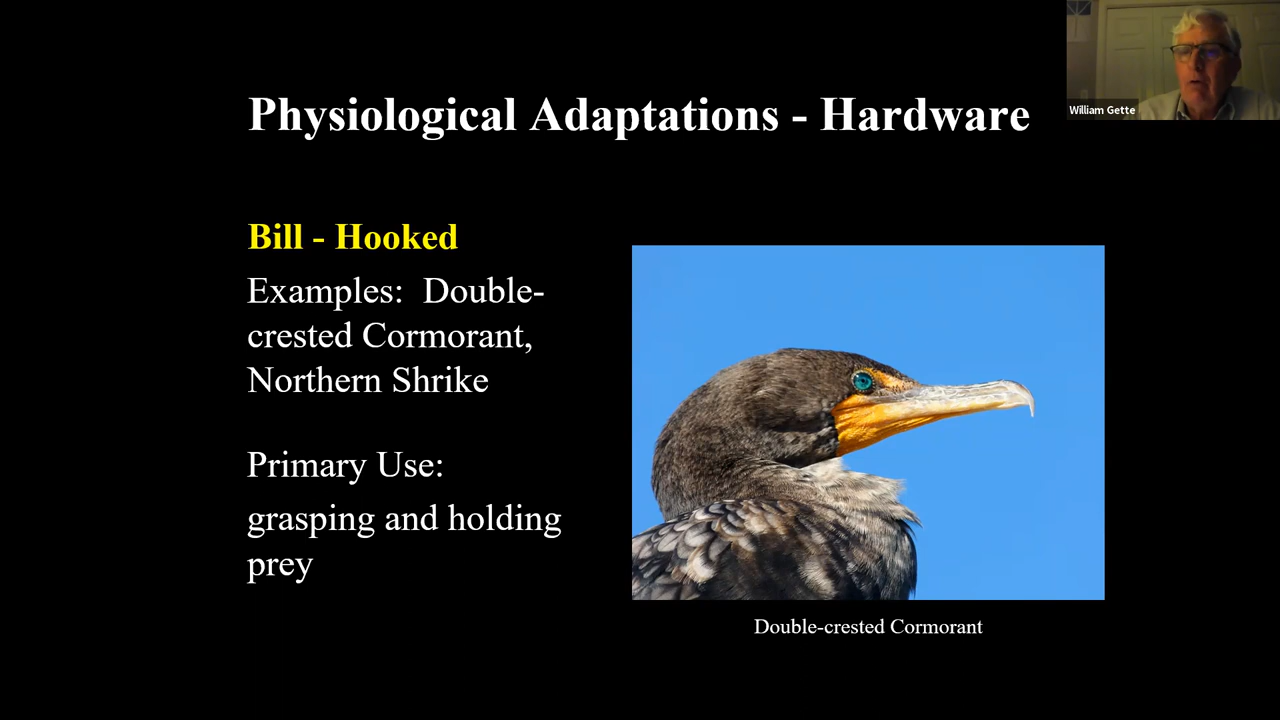 William Gette
Physiological Adaptations - Hardware
Bill - Hooked
Examples:  Double-
crested Cormorant,
Northern Shrike
Primary Use:
grasping and holding
prey
Double-crested Cormorant